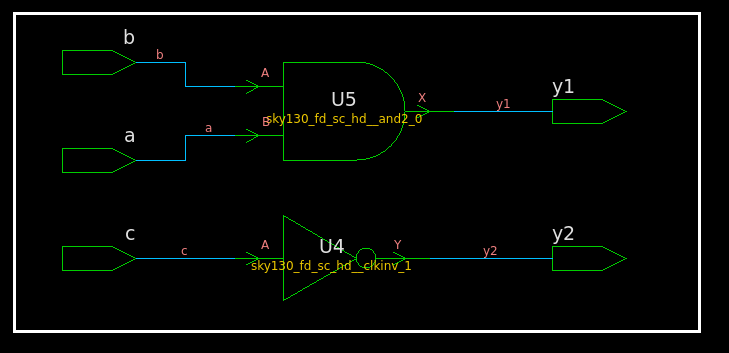 b
b
A
U5
X
y1
y1
sky130_fd_sc_hd__and2_0
B
a
a
c
c
A
U4
Y
y2
y2
sky130_fd_sc_hd__clkinv_1